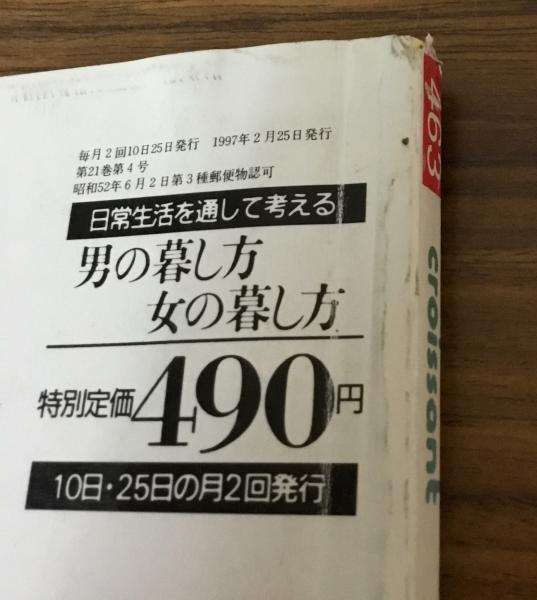 毎月2回10日25日発行 1997年2月25日発行
第21巻第4号
昭和52年6月2日第3種郵便物認可
日常生活を通して考える
男の暮し方
女の暮し方
特別定価490円
10日・25日の月2回発行
463
croissant